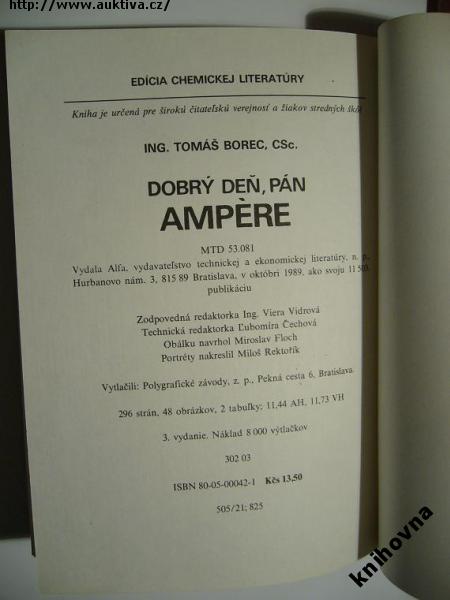 http://www.auktiva.cz/
EDÍCIA CHEMICKEJ LITERATÚRY
Kniha je určená pre širokú čitateľskú verejnosť a žiakov stredných škôl
ING. TOMÁŠ BOREC, CSc.
DOBRÝ DEŇ, PÁN
AMPÈRE
MTD 53.081
Vydala Alfa, vydavateľstvo technickej a ekonomickej literatúry, n. p.,
Hurbanovo nám. 3, 815 89 Bratislava, v októbri 1989, ako svoju
publikáciu
Zodpovedná redaktorka Ing. Viera Vidrová
Technická redaktorka Ľubomíra Čechová
Obálku navrhol Miroslav Floch
Portréty nakreslil Miloš Rektořík
Vytlačili: Polygrafické závody, z. p., Pekná cesta 6, Bratislava.
296 strán, 48 obrázkov, 2 tabuľky; 11,44 AH, 11,73 VH
3. vydanie. Náklad 8 000 výtlačkov
302 03
ISBN 80-05-00042-1 Kčs 13,50
505/21; 825
knihovna